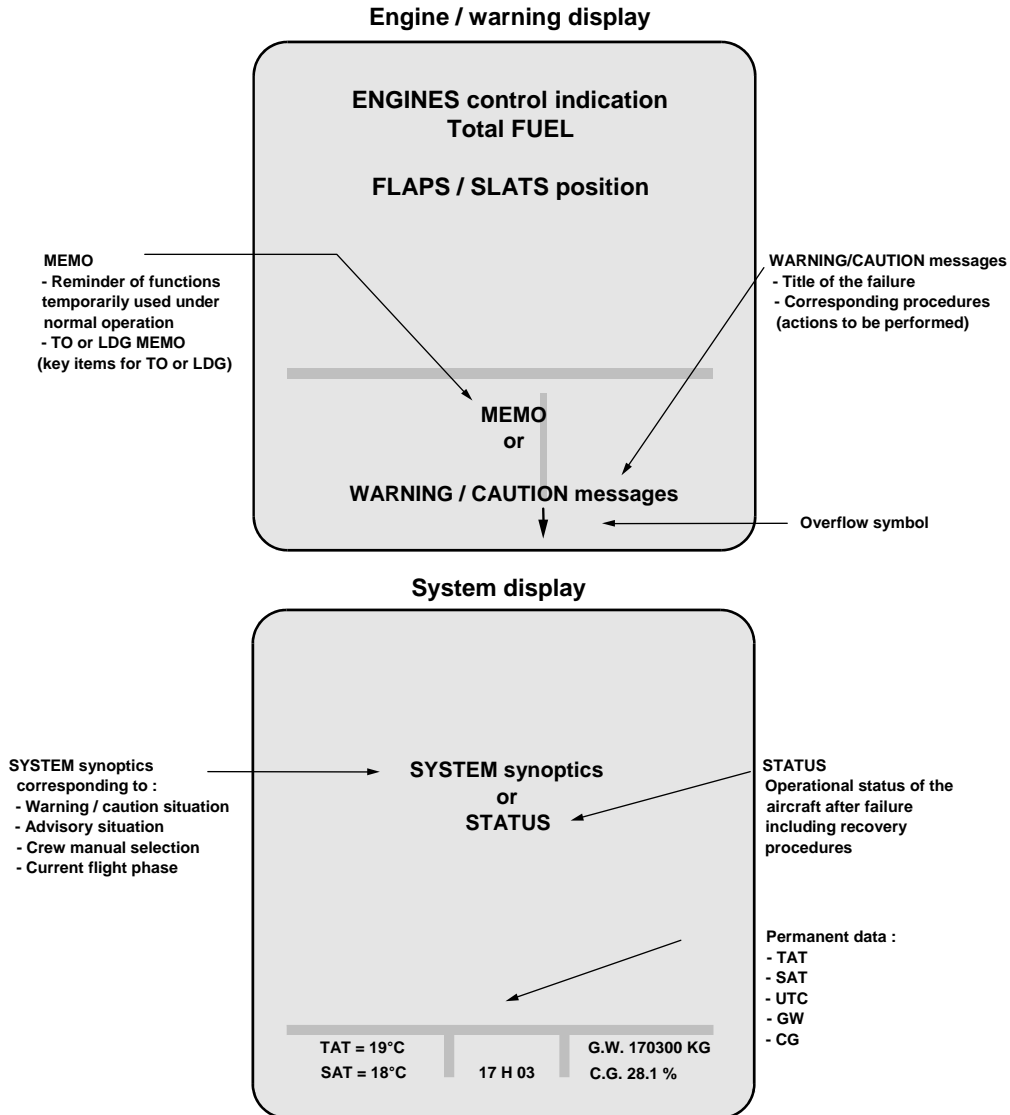 Engine / warning display
ENGINES control indication
Total FUEL
FLAPS / SLATS position
MEMO
- Reminder of functions
temporarily used under
normal operation
- TO or LDG MEMO
(key items for TO or LDG)
WARNING/CAUTION messages
- Title of the failure
- Corresponding procedures
(actions to be performed)
MEMO
or
WARNING / CAUTION messages
Overflow symbol
System display
SYSTEM synoptics
corresponding to :
- Warning / caution situation
- Advisory situation
- Crew manual selection
- Current flight phase
SYSTEM synoptics
or
STATUS
STATUS
Operational status of the
aircraft after failure
including recovery
procedures
Permanent data :
- TAT
- SAT
- UTC
- GW
- CG
TAT = 19°C
SAT = 18°C
17 H 03
G.W. 170300 KG
C.G. 28.1 %